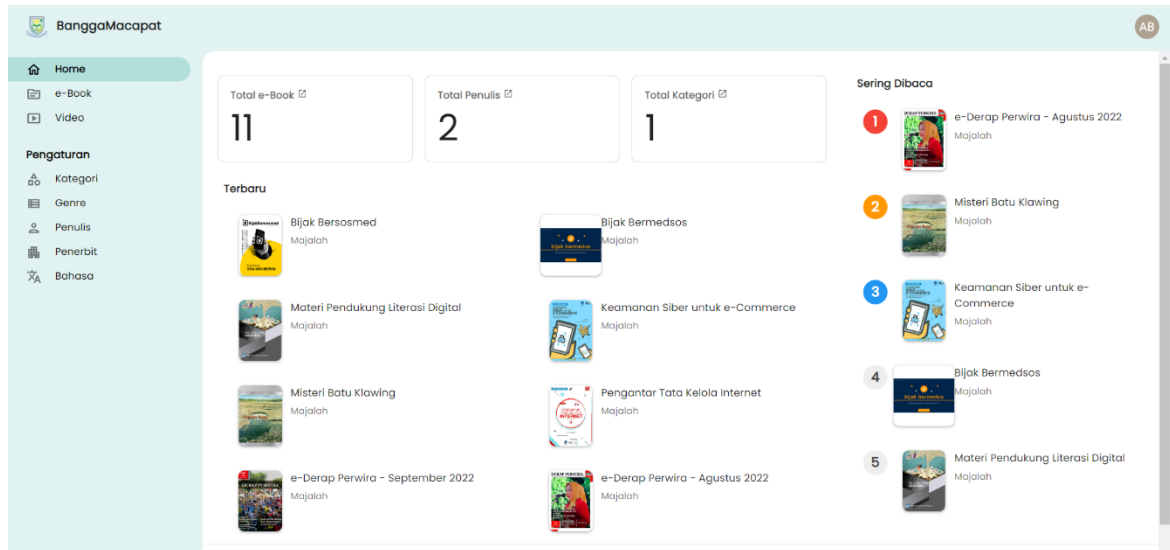 BanggaMacapat
AB
Home
e-Book
Video
Pengaturan
Kategori
Genre
Penulis
Penerbit
Bahasa
Total e-Book
11
Total Penulis
2
Total Kategori
1
Terbaru
Bijak Bersosmed
Majalah
Bijak Bermedsos
Majalah
Materi Pendukung Literasi Digital
Majalah
Keamanan Siber untuk e-Commerce
Majalah
Misteri Batu Klawing
Majalah
Pengantar Tata Kelola Internet
Majalah
e-Derap Perwira - September 2022
Majalah
e-Derap Perwira - Agustus 2022
Majalah
Sering Dibaca
1
e-Derap Perwira - Agustus 2022
Majalah
2
Misteri Batu Klawing
Majalah
3
Keamanan Siber untuk e-
Commerce
Majalah
4
bijak bermedsos
Bijak Bermedsos
Majalah
5
Materi Pendukung Literasi Digital
Majalah